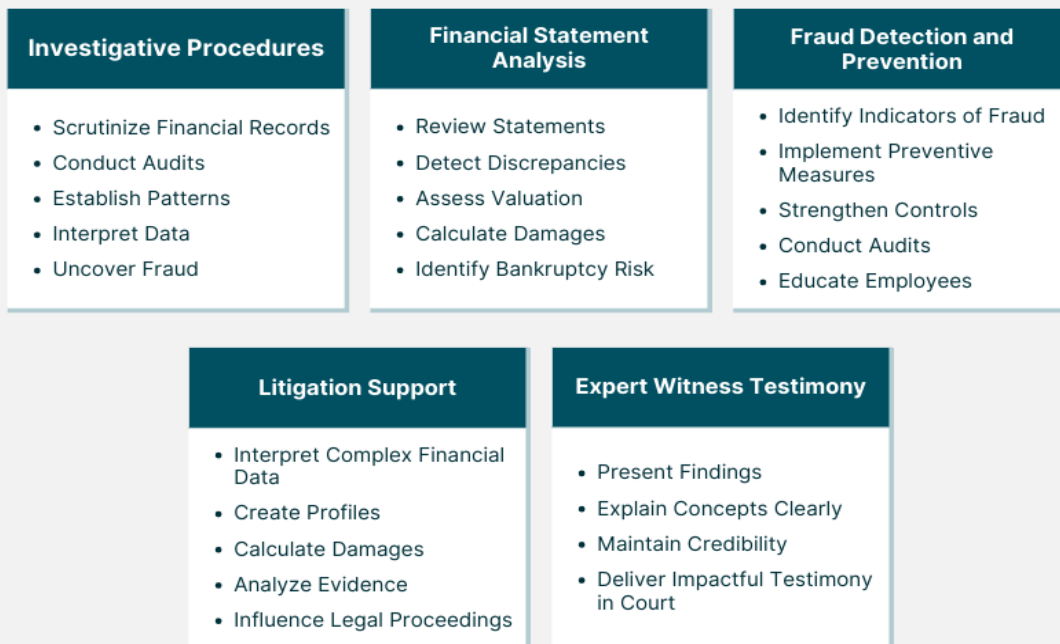 Investigative Procedures
• Scrutinize Financial Records
• Conduct Audits
• Establish Patterns
• Interpret Data
• Uncover Fraud
Financial Statement
Analysis
• Review Statements
• Detect Discrepancies
• Assess Valuation
• Calculate Damages
• Identify Bankruptcy Risk
Fraud Detection and
Prevention
• Identify Indicators of Fraud
• Implement Preventive
Measures
• Strengthen Controls
• Conduct Audits
• Educate Employees
Litigation Support
• Interpret Complex Financial
Data
• Create Profiles
• Calculate Damages
• Analyze Evidence
• Influence Legal Proceedings
Expert Witness Testimony
• Present Findings
• Explain Concepts Clearly
• Maintain Credibility
• Deliver Impactful Testimony
in Court